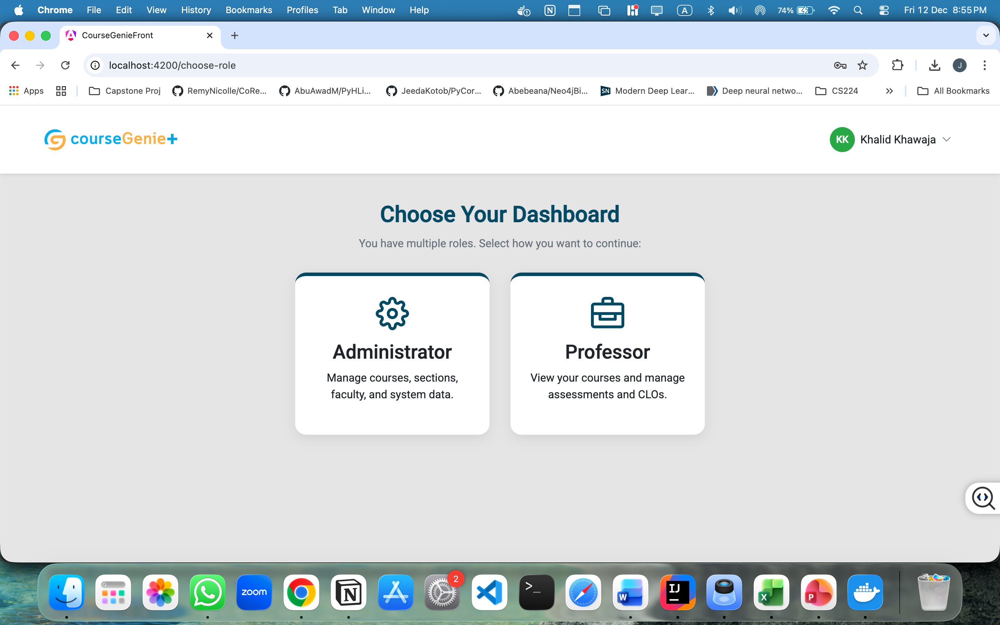 Chrome File Edit View History Bookmarks Profiles Tab Window Help N A 74% Fri 12 Dec 8:55 PM
CourseGenieFront
localhost:4200/choose-role J
Apps Capstone Proj RemyNicolle/CoRe... AbuAwadM/PyHLi... JeedaKotob/PyCor... Abebeana/Neo4jBi... SN Modern Deep Lear... Deep neural netwo... CS224 » All Bookmarks
courseGenie+ KK Khalid Khawaja
Choose Your Dashboard
You have multiple roles. Select how you want to continue:
Administrator
Manage courses, sections,
faculty, and system data.
Professor
View your courses and manage
assessments and CLOs.
zoom N 2 >_ W IJ X P